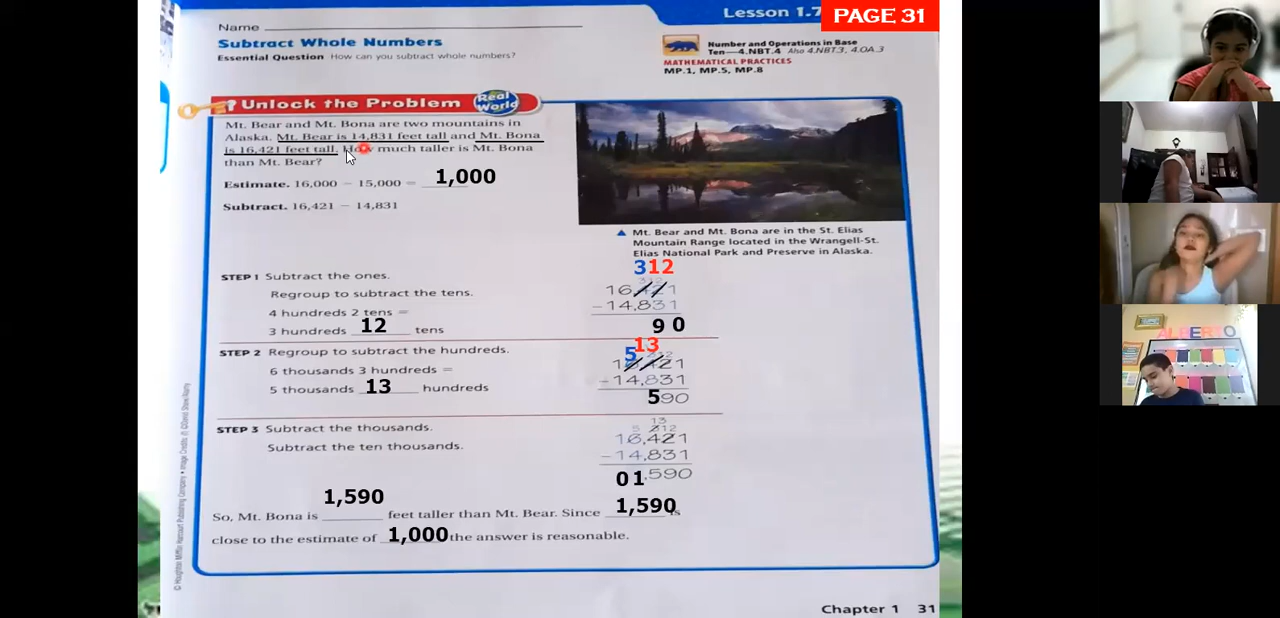 Name
Lesson 1.7
PAGE 31
Subtract Whole Numbers
Essential Question How can you subtract whole numbers?
Number and Operations in Base
Ten—4.NBT.4 Also 4.NBT.3, 4.OA.3
MATHEMATICAL PRACTICES
MP.1, MP.5, MP.8
Unlock the Problem
Real
World
Mt. Bear and Mt. Bona are two mountains in
Alaska. Mt. Bear is 14,831 feet tall and Mt. Bona
is 16,421 feet tall. How much taller is Mt. Bona
than Mt. Bear?
Estimate. 16,000 − 15,000 = 1,000
Subtract. 16,421 − 14,831
▲ Mt. Bear and Mt. Bona are in the St. Elias
Mountain Range located in the Wrangell-St.
Elias National Park and Preserve in Alaska.
STEP 1 Subtract the ones.
Regroup to subtract the tens.
4 hundreds 2 tens =
3 hundreds 12 tens
312
312
16,421
−14,831
9 0
STEP 2 Regroup to subtract the hundreds.
6 thousands 3 hundreds =
5 thousands 13 hundreds
5 13
16,421
−14,831
590
STEP 3 Subtract the thousands.
Subtract the ten thousands.
13
5 3 12
16,421
−14,831
01,590
So, Mt. Bona is 1,590 feet taller than Mt. Bear. Since 1,590 is
close to the estimate of 1,000 the answer is reasonable.
Chapter 1 31
ALBERTO